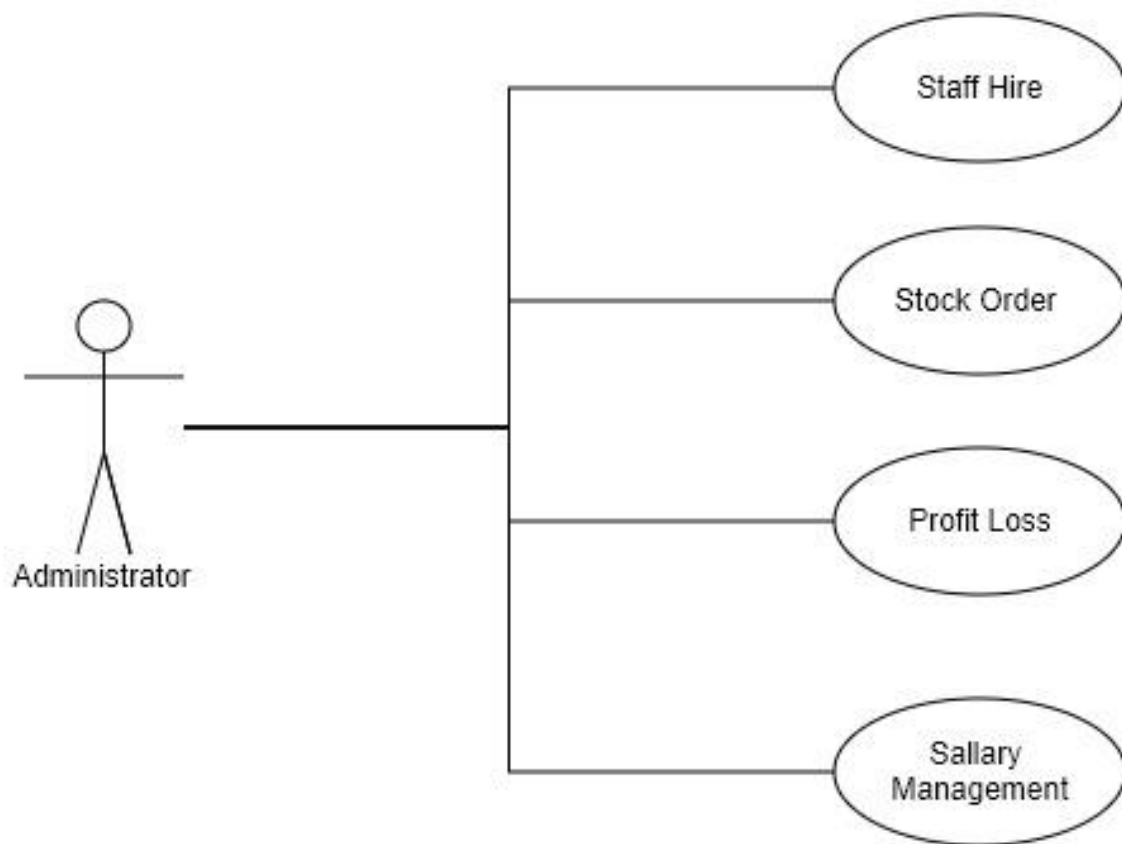 Staff Hire
Stock Order
Administrator
Profit Loss
Sallary
Management